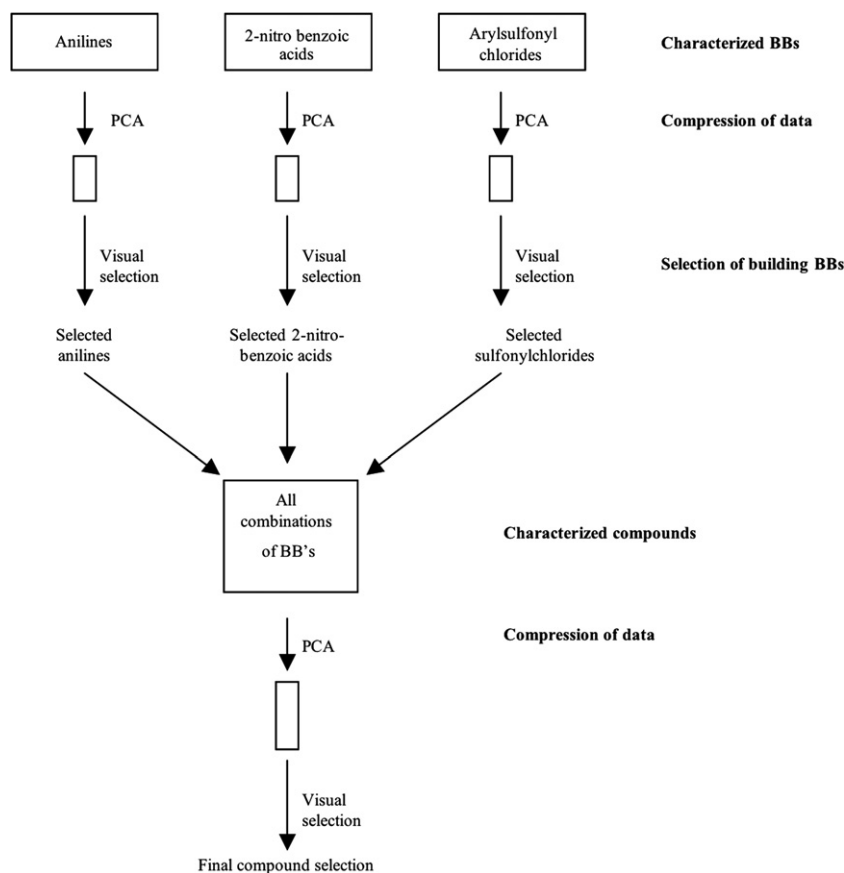 Anilines
2-nitro benzoic
acids
Arylsulfonyl
chlorides
Characterized BBs
PCA
PCA
PCA
Compression of data
Visual
selection
Visual
selection
Visual
selection
Selection of building BBs
Selected
anilines
Selected 2-nitro-
benzoic acids
Selected
sulfonylchlorides
All
combinations
of BB's
Characterized compounds
PCA
Compression of data
Visual
selection
Final compound selection